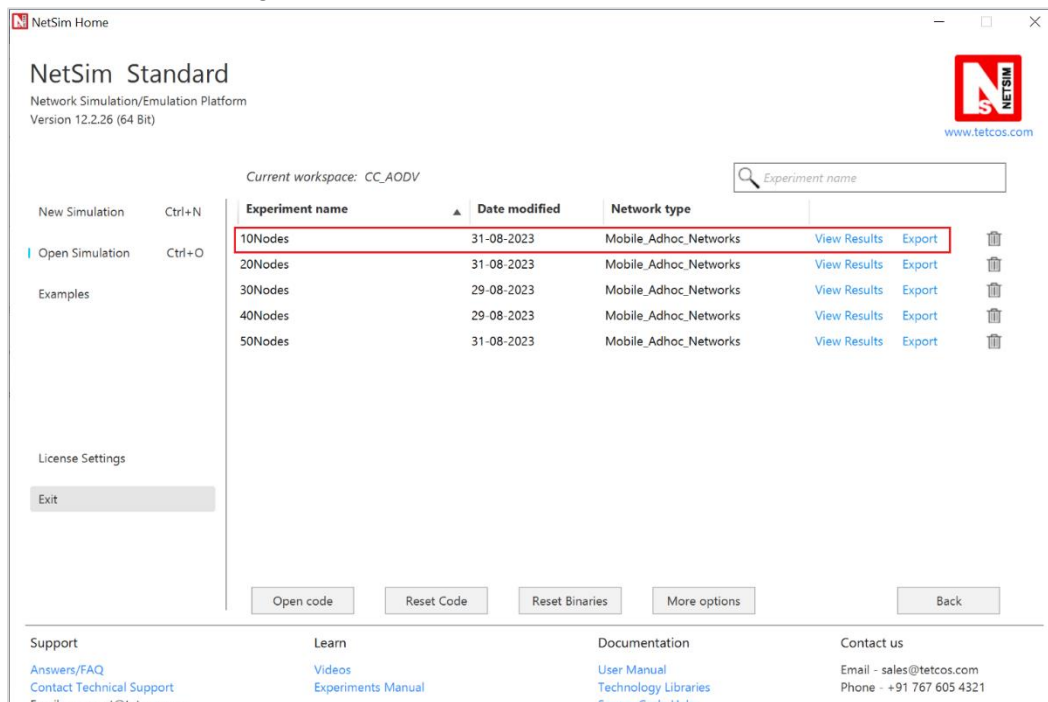 NetSim Home
NetSim Standard
Network Simulation/Emulation Platform
Version 12.2.26 (64 Bit)
NS NETSIM
www.tetcos.com
Current workspace: CC_AODV
Experiment name
New Simulation Ctrl+N
Open Simulation Ctrl+O
Examples
License Settings
Exit
Experiment name Date modified Network type
10Nodes 31-08-2023 Mobile_Adhoc_Networks View Results Export
20Nodes 31-08-2023 Mobile_Adhoc_Networks View Results Export
30Nodes 29-08-2023 Mobile_Adhoc_Networks View Results Export
40Nodes 29-08-2023 Mobile_Adhoc_Networks View Results Export
50Nodes 31-08-2023 Mobile_Adhoc_Networks View Results Export
Open code Reset Code Reset Binaries More options Back
Support
Answers/FAQ
Contact Technical Support
Learn
Videos
Experiments Manual
Documentation
User Manual
Technology Libraries
Contact us
Email - sales@tetcos.com
Phone - +91 767 605 4321